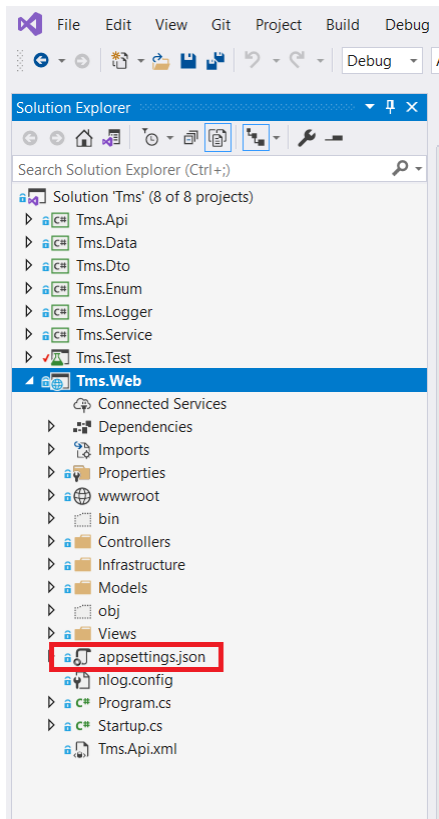 File Edit View Git Project Build Debug
Debug
Solution Explorer
Search Solution Explorer (Ctrl+;)
Solution 'Tms' (8 of 8 projects)
C# Tms.Api
C# Tms.Data
C# Tms.Dto
C# Tms.Enum
C# Tms.Logger
C# Tms.Service
Tms.Test
Tms.Web
Connected Services
Dependencies
Imports
Properties
wwwroot
bin
Controllers
Infrastructure
Models
obj
Views
appsettings.json
nlog.config
C# Program.cs
C# Startup.cs
Tms.Api.xml